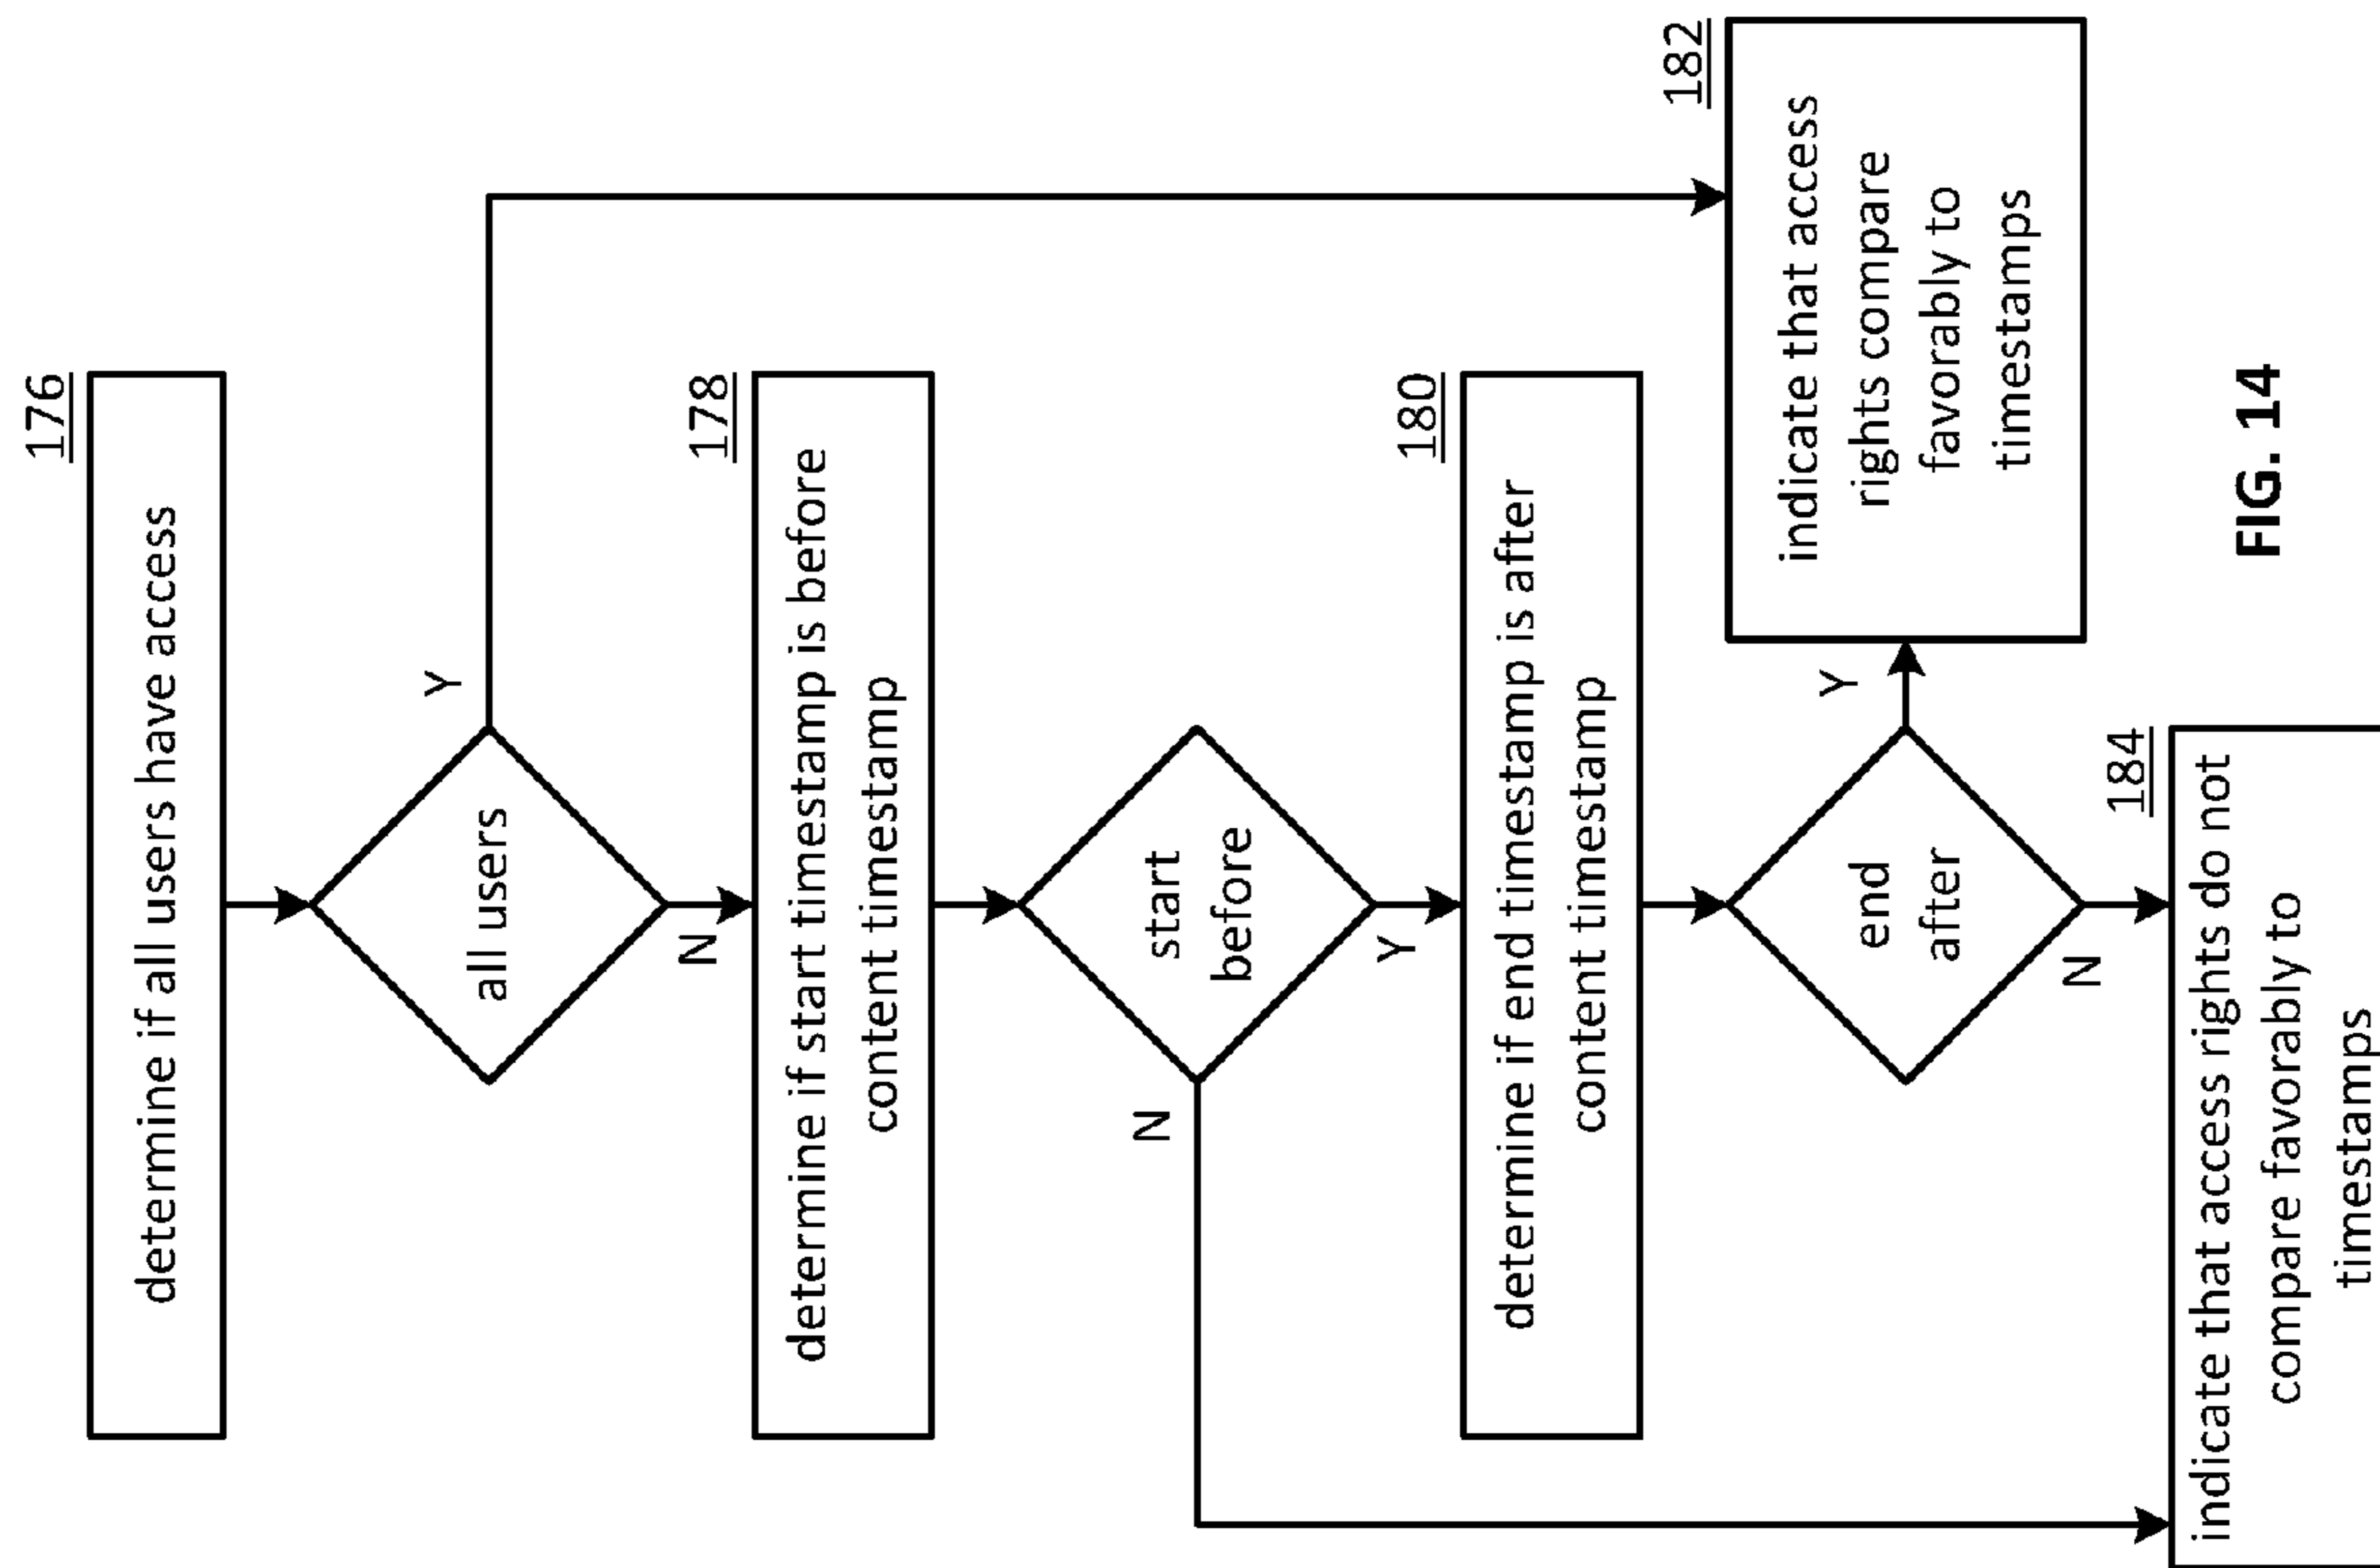 176
determine if all users have access
all users
Y
N
178
determine if start timestamp is before
content timestamp
start
before
N
Y
180
determine if end timestamp is after
content timestamp
end
after
Y
N
182
indicate that access
rights compare
favorably to
timestamps
184
indicate that access rights do not
compare favorably to
timestamps
FIG. 14